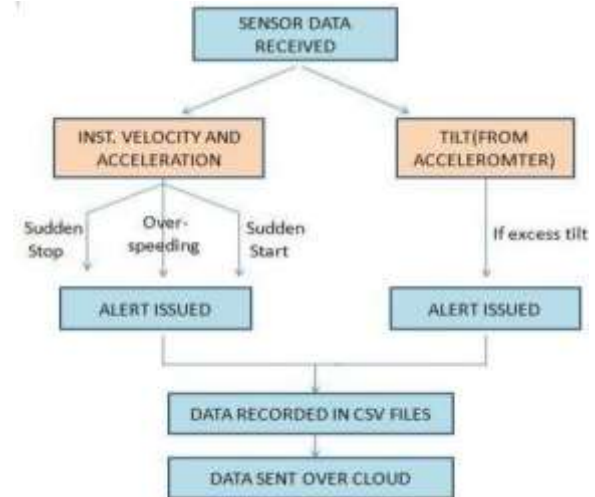 SENSOR DATA
RECEIVED
INST. VELOCITY AND
ACCELERATION
TILT(FROM
ACCELEROMTER)
Sudden
Stop
Over-
speeding
Sudden
Start
If excess tilt
ALERT ISSUED
ALERT ISSUED
DATA RECORDED IN CSV FILES
DATA SENT OVER CLOUD